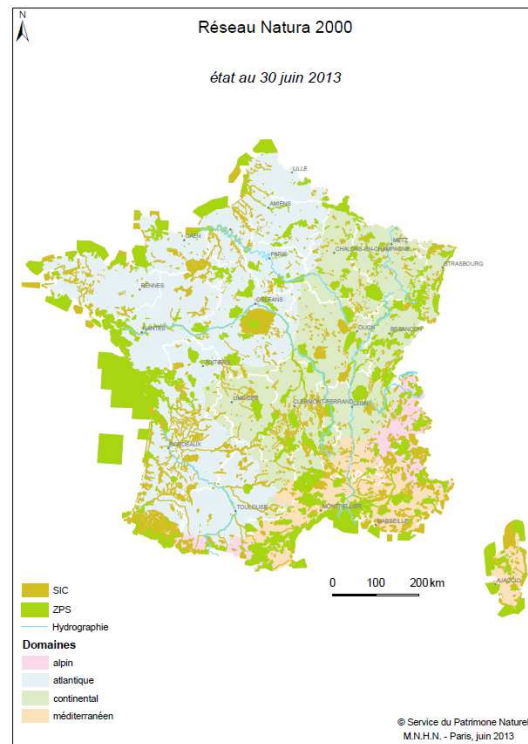 N
Réseau Natura 2000
état au 30 juin 2013
LILLE
AMIENS
CAEN
METZ
CHALONS-EN-CHAMPAGNE
PARIS
STRASBOURG
RENNES
ORLEANS
DIJON
BESANCON
NANTES
POITIERS
LIMOGES
CLERMONT-FERRAND
LYON
BORDEAUX
TOULOUSE
MONTPELLIER
MARSEILLE
AJACCIO
0 100 200 km
SIC
ZPS
Hydrographie
Domaines
alpin
atlantique
continental
méditerranéen
© Service du Patrimoine Naturel
M.N.H.N. - Paris, juin 2013